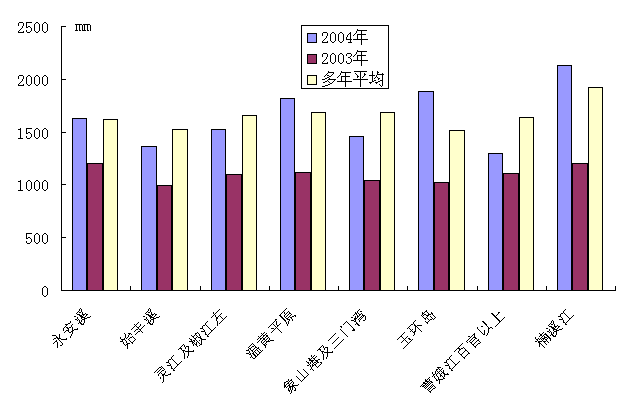 2500
mm
2004年
2003年
多年平均
2000
1500
1000
500
0
永安溪
始丰溪
灵江及椒江左
温黄平原
象山港及三门湾
玉环岛
曹娥江百官以上
楠溪江